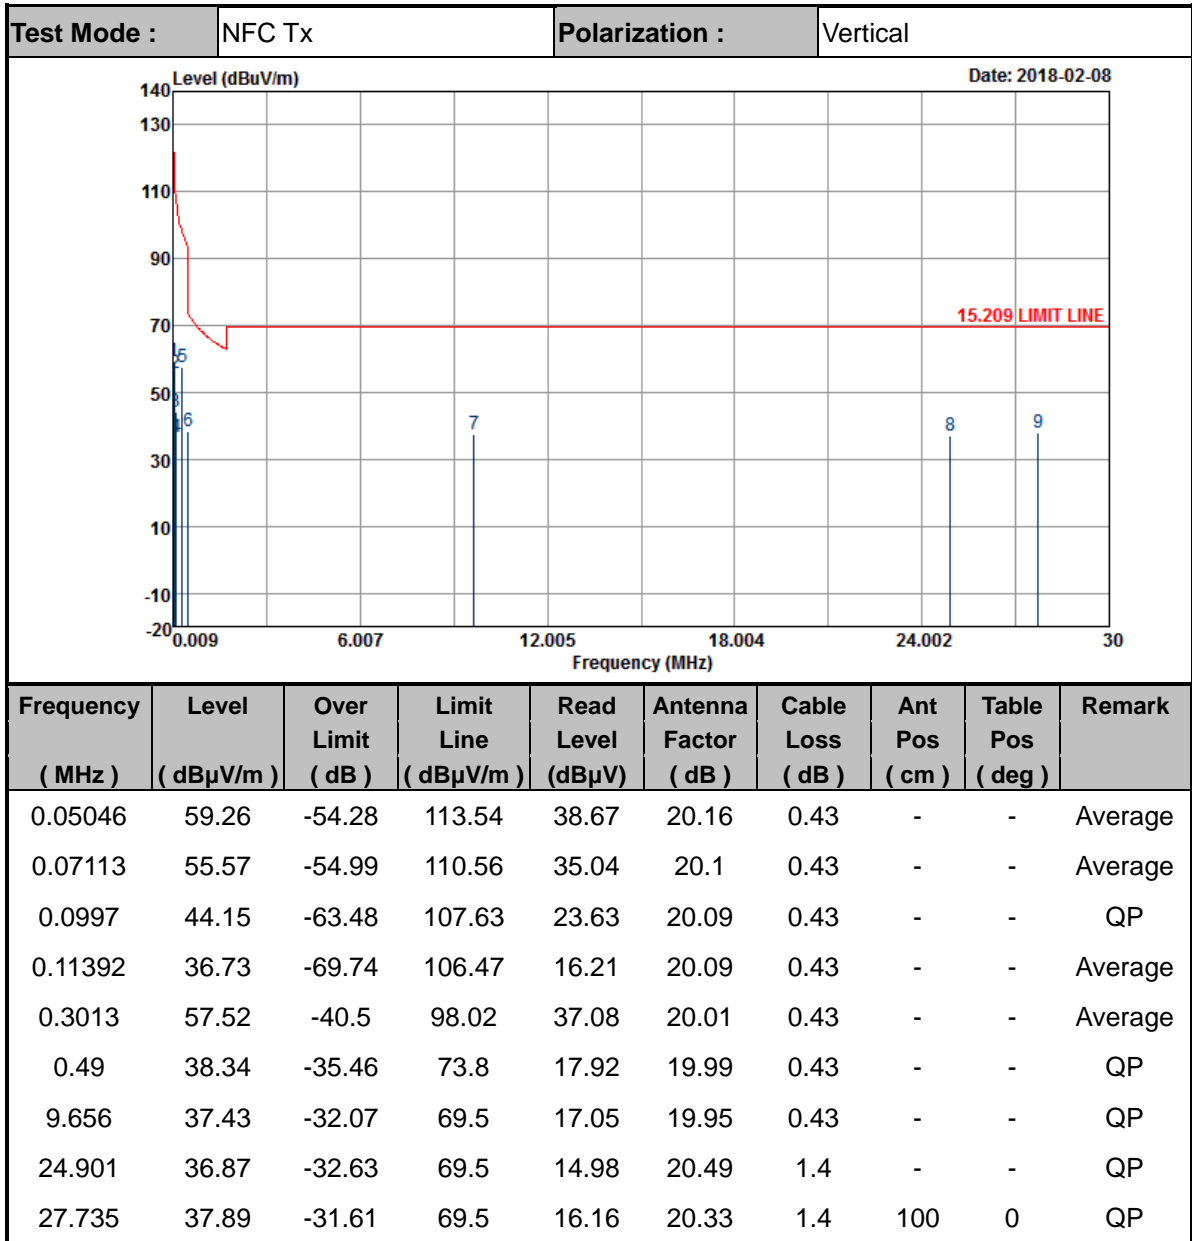 Test Mode : NFC Tx Polarization : Vertical
Level (dBuV/m) Date: 2018-02-08
140
130
110
90
70
50
30
10
-10
-20
15.209 LIMIT LINE
5
6
7
8
9
0.009 6.007 12.005 18.004 24.002 30
Frequency (MHz)
Frequency Level Over Limit Read Antenna Cable Ant Table Remark
Limit Line Level Factor Loss Pos Pos
( MHz ) ( dBµV/m ) ( dB ) ( dBµV/m ) (dBµV) ( dB ) ( dB ) ( cm ) ( deg )
0.05046 59.26 -54.28 113.54 38.67 20.16 0.43 - - Average
0.07113 55.57 -54.99 110.56 35.04 20.1 0.43 - - Average
0.0997 44.15 -63.48 107.63 23.63 20.09 0.43 - - QP
0.11392 36.73 -69.74 106.47 16.21 20.09 0.43 - - Average
0.3013 57.52 -40.5 98.02 37.08 20.01 0.43 - - Average
0.49 38.34 -35.46 73.8 17.92 19.99 0.43 - - QP
9.656 37.43 -32.07 69.5 17.05 19.95 0.43 - - QP
24.901 36.87 -32.63 69.5 14.98 20.49 1.4 - - QP
27.735 37.89 -31.61 69.5 16.16 20.33 1.4 100 0 QP